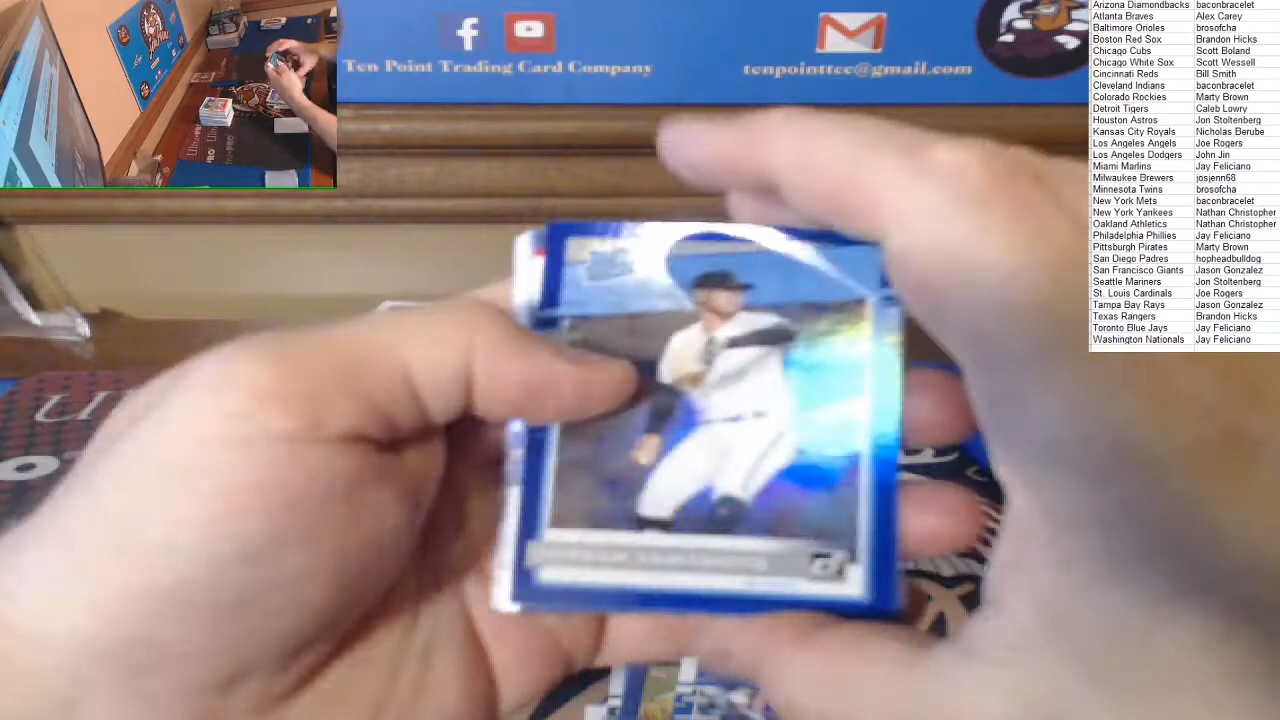 Ten Point Trading Card Company
tenpointtcc@gmail.com
Arizona Diamondbacks baconbracelet
Atlanta Braves Alex Carey
Baltimore Orioles brosofcha
Boston Red Sox Brandon Hicks
Chicago Cubs Scott Boland
Chicago White Sox Scott Wessell
Cincinnati Reds Bill Smith
Cleveland Indians baconbracelet
Colorado Rockies Marty Brown
Detroit Tigers Caleb Lowry
Houston Astros Jon Stoltenberg
Kansas City Royals Nicholas Berube
Los Angeles Angels Joe Rogers
Los Angeles Dodgers John Jin
Miami Marlins Jay Feliciano
Milwaukee Brewers josjenn68
Minnesota Twins brosofcha
New York Mets baconbracelet
New York Yankees Nathan Christopher
Oakland Athletics Nathan Christopher
Philadelphia Phillies Jay Feliciano
Pittsburgh Pirates Marty Brown
San Diego Padres hopheadbulldog
San Francisco Giants Jason Gonzalez
Seattle Mariners Jon Stoltenberg
St. Louis Cardinals Joe Rogers
Tampa Bay Rays Jason Gonzalez
Texas Rangers Brandon Hicks
Toronto Blue Jays Jay Feliciano
Washington Nationals Jay Feliciano